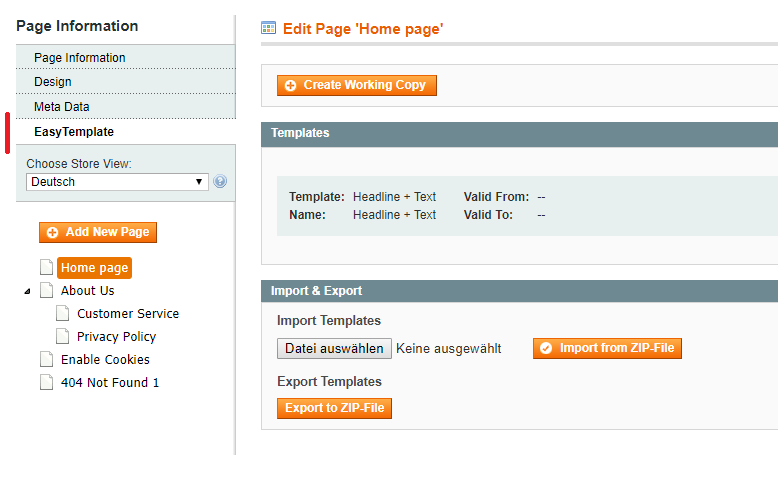 Page Information
Page Information
Design
Meta Data
EasyTemplate
Choose Store View:
Deutsch
Add New Page
Home page
About Us
Customer Service
Privacy Policy
Enable Cookies
404 Not Found 1
Edit Page 'Home page'
Create Working Copy
Templates
Template: Headline + Text Valid From: --
Name: Headline + Text Valid To: --
Import & Export
Import Templates
Datei auswählen Keine ausgewählt Import from ZIP-File
Export Templates
Export to ZIP-File